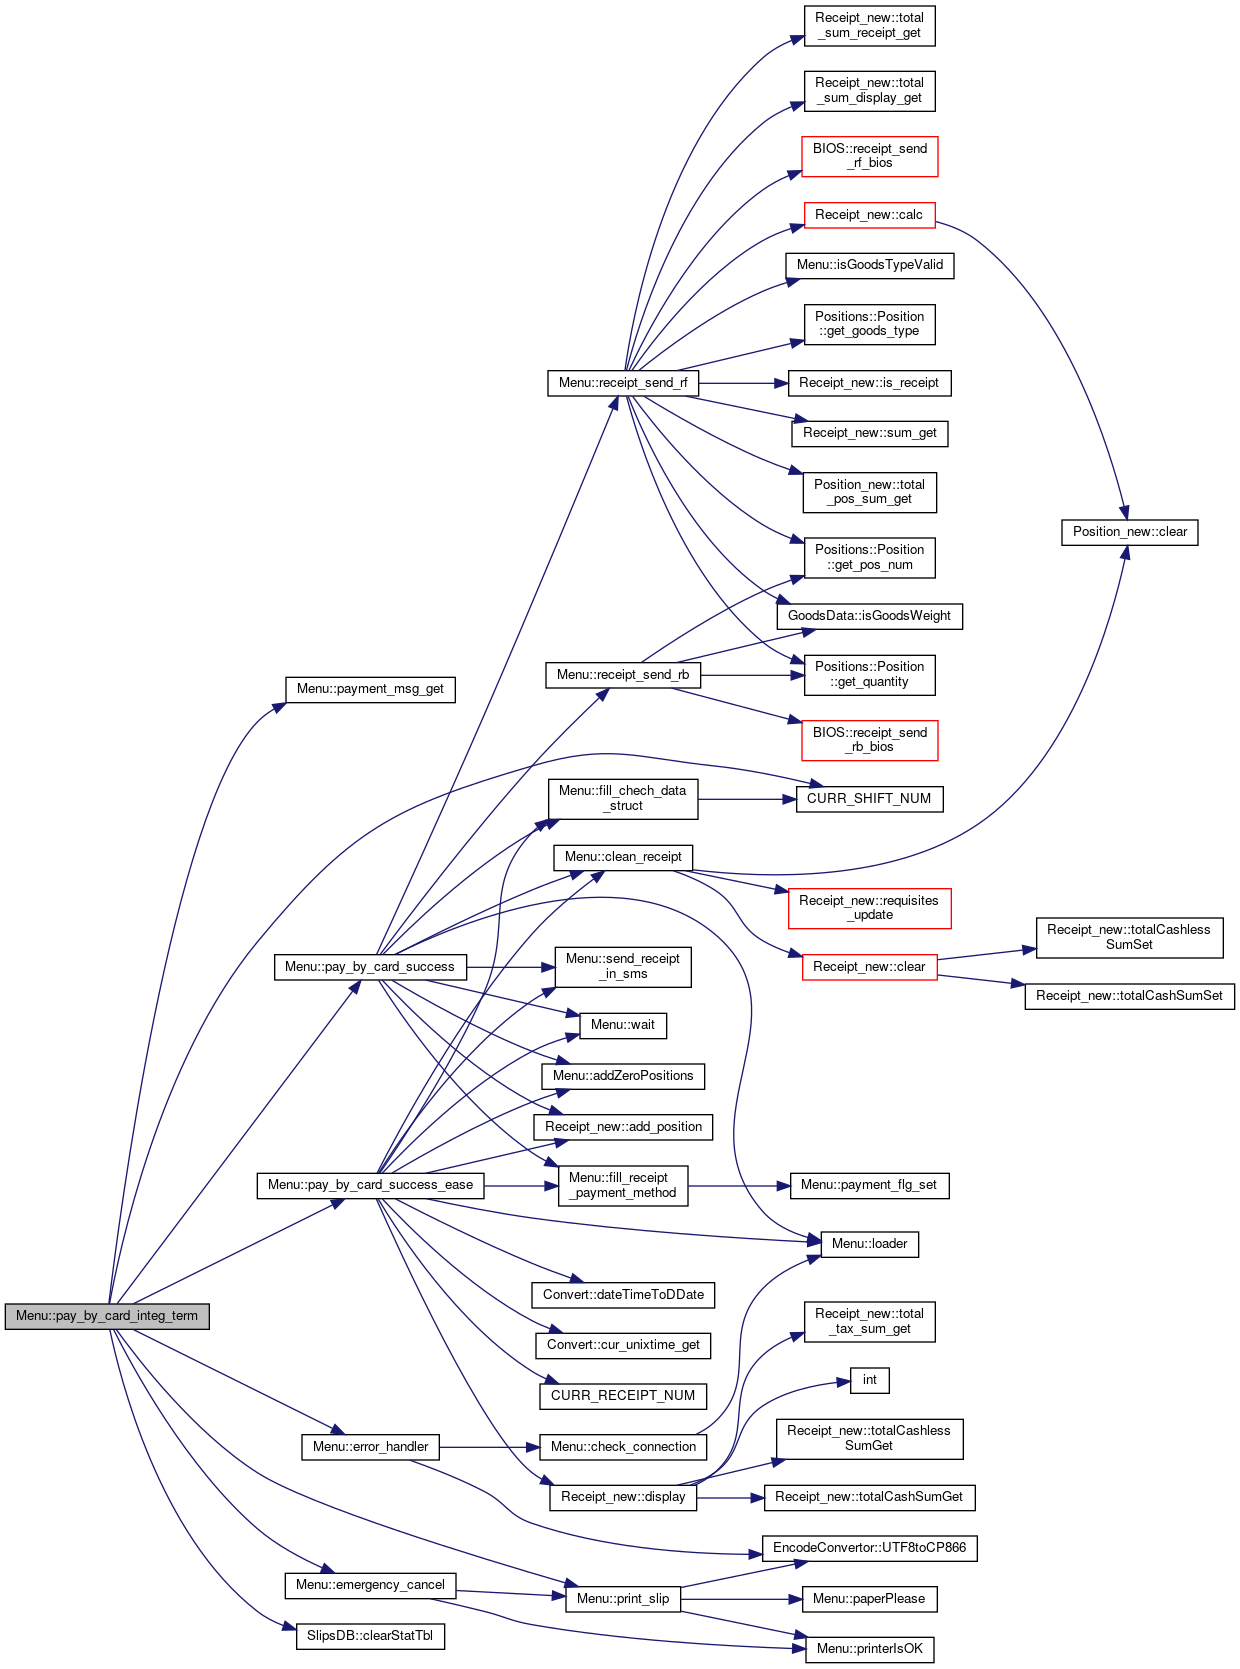 Receipt_new::total
_sum_receipt_get
Receipt_new::total
_sum_display_get
BIOS::receipt_send
_rf_bios
Receipt_new::calc
Menu::isGoodsTypeValid
Positions::Position
::get_goods_type
Menu::receipt_send_rf
Receipt_new::is_receipt
Receipt_new::sum_get
Position_new::total
_pos_sum_get
Position_new::clear
Positions::Position
::get_pos_num
GoodsData::isGoodsWeight
Menu::receipt_send_rb
Positions::Position
::get_quantity
Menu::payment_msg_get
BIOS::receipt_send
_rb_bios
Menu::fill_chech_data
_struct
CURR_SHIFT_NUM
Menu::clean_receipt
Receipt_new::requisites
_update
Receipt_new::totalCashless
SumSet
Menu::pay_by_card_success
Menu::send_receipt
_in_sms
Receipt_new::clear
Receipt_new::totalCashSumSet
Menu::wait
Menu::addZeroPositions
Receipt_new::add_position
Menu::pay_by_card_success_ease
Menu::fill_receipt
_payment_method
Menu::payment_flg_set
Menu::loader
Convert::dateTimeToDDate
Menu::pay_by_card_integ_term
Receipt_new::total
_tax_sum_get
Convert::cur_unixtime_get
int
CURR_RECEIPT_NUM
Menu::error_handler
Menu::check_connection
Receipt_new::totalCashless
SumGet
Receipt_new::display
Receipt_new::totalCashSumGet
EncodeConvertor::UTF8toCP866
Menu::emergency_cancel
Menu::print_slip
Menu::paperPlease
SlipsDB::clearStatTbl
Menu::printerIsOK